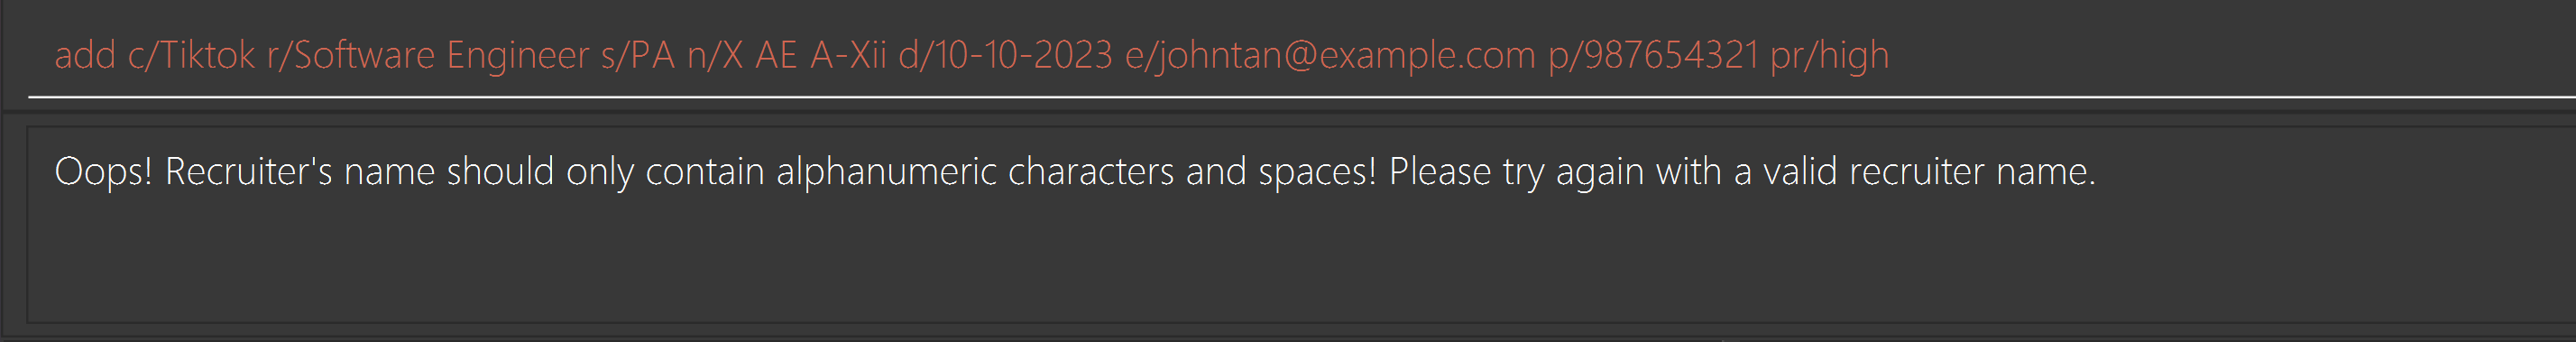 add c/Tiktok r/Software Engineer s/PA n/X AE A-Xii d/10-10-2023 e/johntan@example.com p/987654321 pr/high
Oops! Recruiter's name should only contain alphanumeric characters and spaces! Please try again with a valid recruiter name.